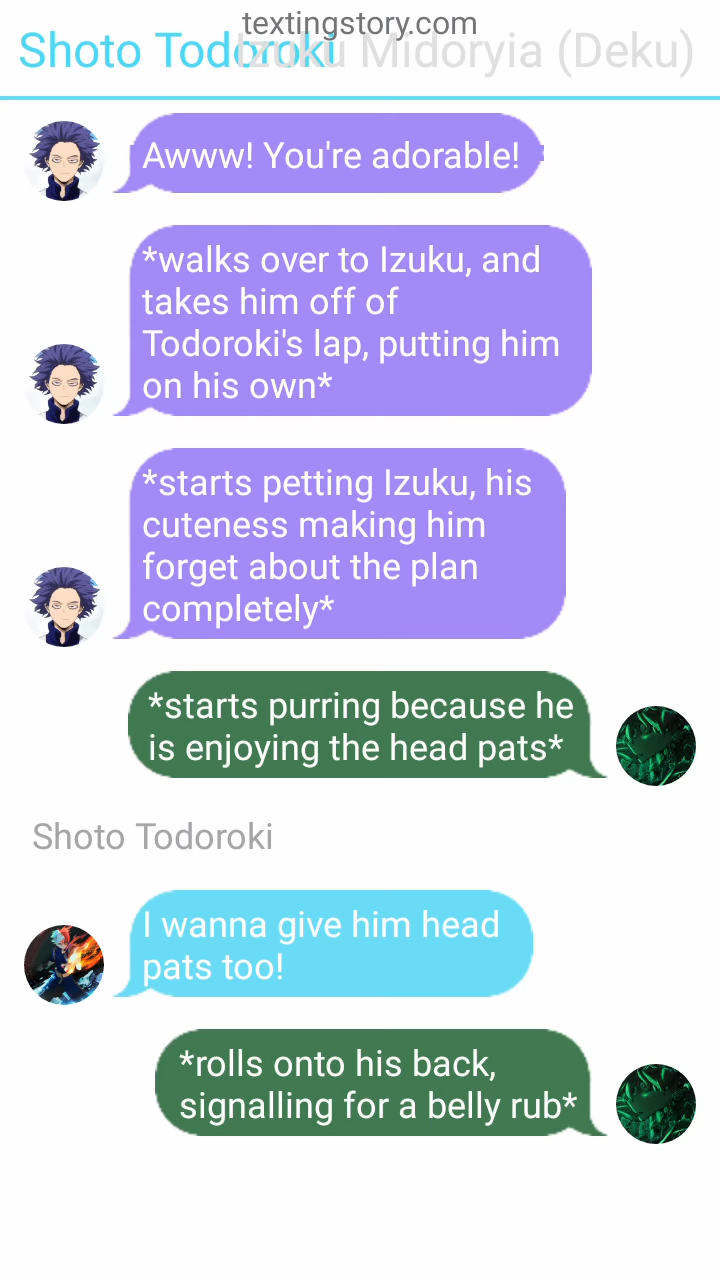 textingstory.com
Shoto Todoroki
Izuku Midoryia (Deku)
Awww! You're adorable!
*walks over to Izuku, and
takes him off of
Todoroki's lap, putting him
on his own*
*starts petting Izuku, his
cuteness making him
forget about the plan
completely*
*starts purring because he
is enjoying the head pats*
Shoto Todoroki
I wanna give him head
pats too!
*rolls onto his back,
signalling for a belly rub*